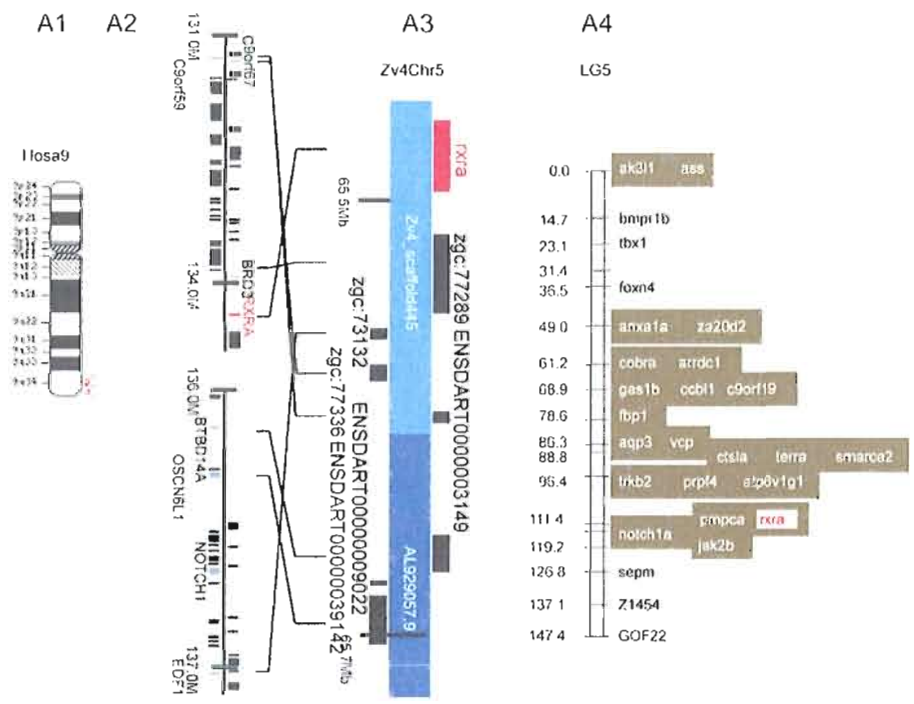 A1
A2
A3
A4
Hosa9
131.0M
C9orf67
C9orf59
134.0M
BRD3
RXRA
136.0M
BTBD14A
OSCN6L1
NOTCH1
137.0M
EDF1
Zv4Chr5
rxra
65 5Mb
Zv4_scaffold445
zgc:77289 ENSDART00000003149
zgc:73132
zgc:77336 ENSDART00000039142
ENSDART00000009022
AL929057.9
65.7Mb
LG5
0.0 ak3l1 ass
14.7 bmpr1b
23.1 tbx1
31.4
36.5 foxn4
49.0 anxa1a za20d2
61.2 cobra arrdc1
68.9 gas1b ccbl1 c9orf19
78.6 fbp1
86.3 aqp3 vcp
88.8 ctsla terra smarca2
96.4 trkb2 prpf4 atp6v1g1
111.4 pmpca rxra
notch1a
119.2 jak2b
126.8 sepm
137.1 Z1454
147.4 GOF22